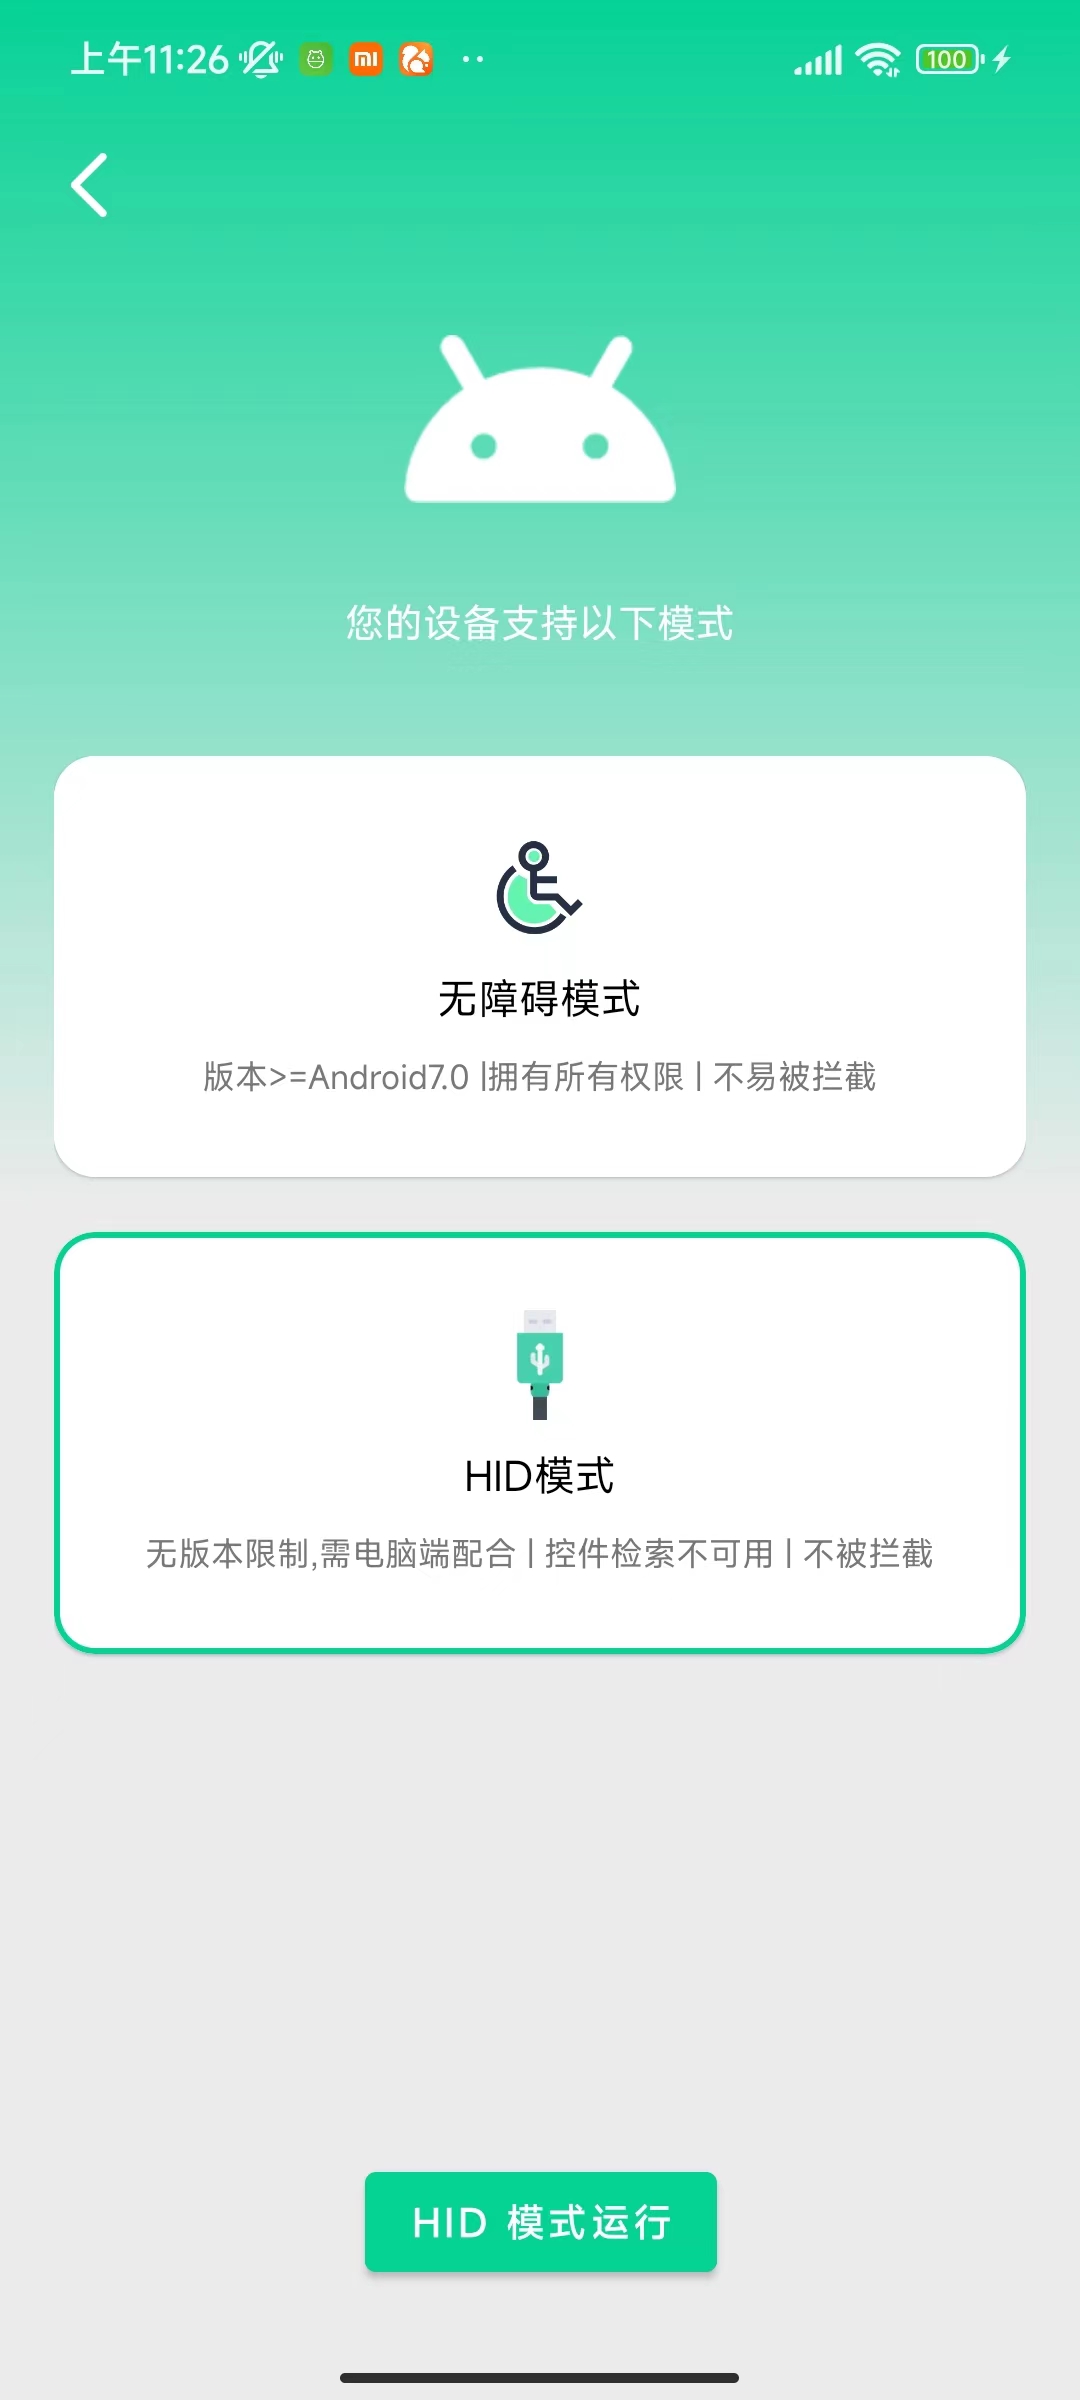 上午11:26
100
您的设备支持以下模式
无障碍模式
版本>=Android7.0 |拥有所有权限 | 不易被拦截
HID模式
无版本限制,需电脑端配合 | 控件检索不可用 | 不被拦截
HID 模式运行